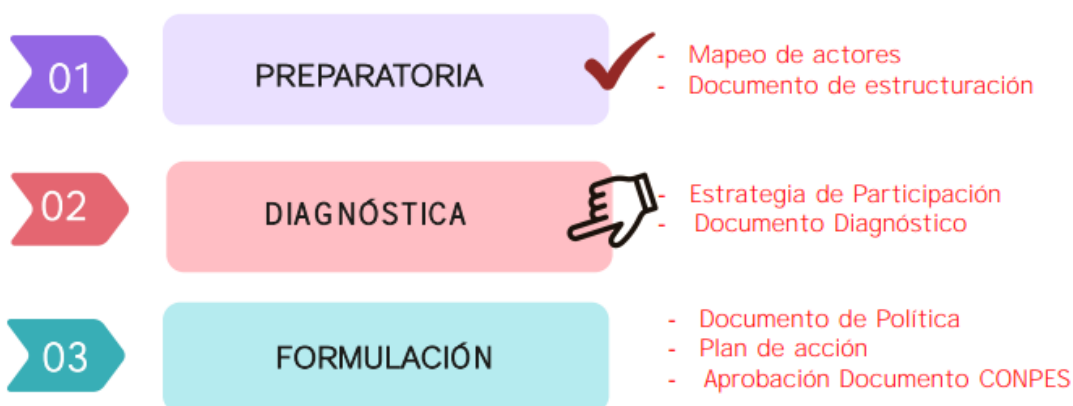 01
PREPARATORIA
- Mapeo de actores
- Documento de estructuración
02
DIAGNÓSTICA
- Estrategia de Participación
- Documento Diagnóstico
03
FORMULACIÓN
- Documento de Política
- Plan de acción
- Aprobación Documento CONPES